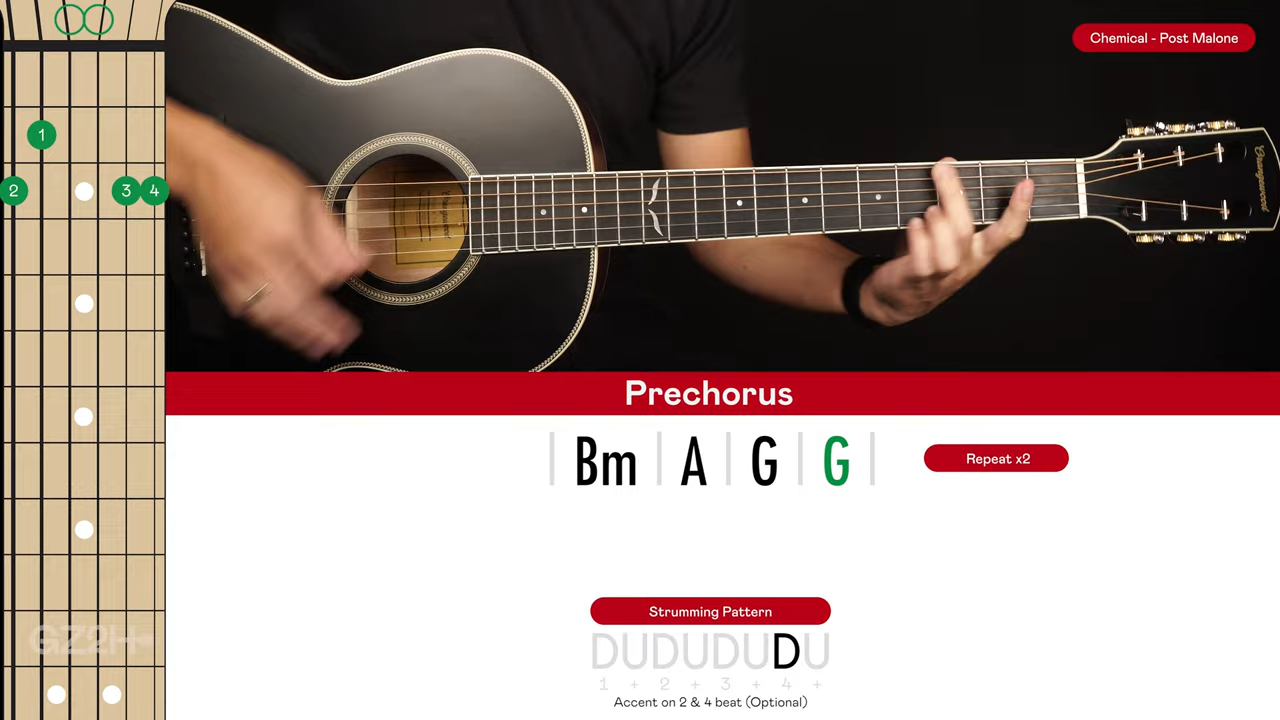 Chemical - Post Malone
1
2 3 4
Prechorus
Bm A G G
Repeat x2
GZ2H
Strumming Pattern
DUDUDUDU
1 + 2 + 3 + 4 +
Accent on 2 & 4 beat (Optional)